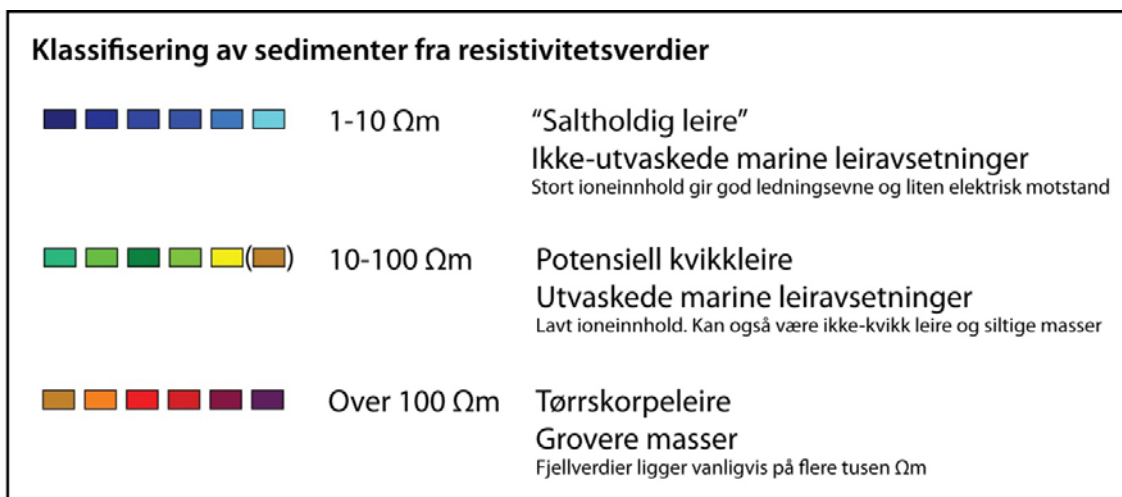 Klassifisering av sedimenter fra resistivitetsverdier
1-10 Ωm
"Saltholdig leire"
Ikke-utvaskede marine leiravsetninger
Stort ioneinnhold gir god ledningsevne og liten elektrisk motstand
( )
10-100 Ωm
Potensiell kvikkleire
Utvaskede marine leiravsetninger
Lavt ioneinnhold. Kan også være ikke-kvikk leire og siltige masser
Over 100 Ωm
Tørrskorpeleire
Grovere masser
Fjellverdier ligger vanligvis på flere tusen Ωm